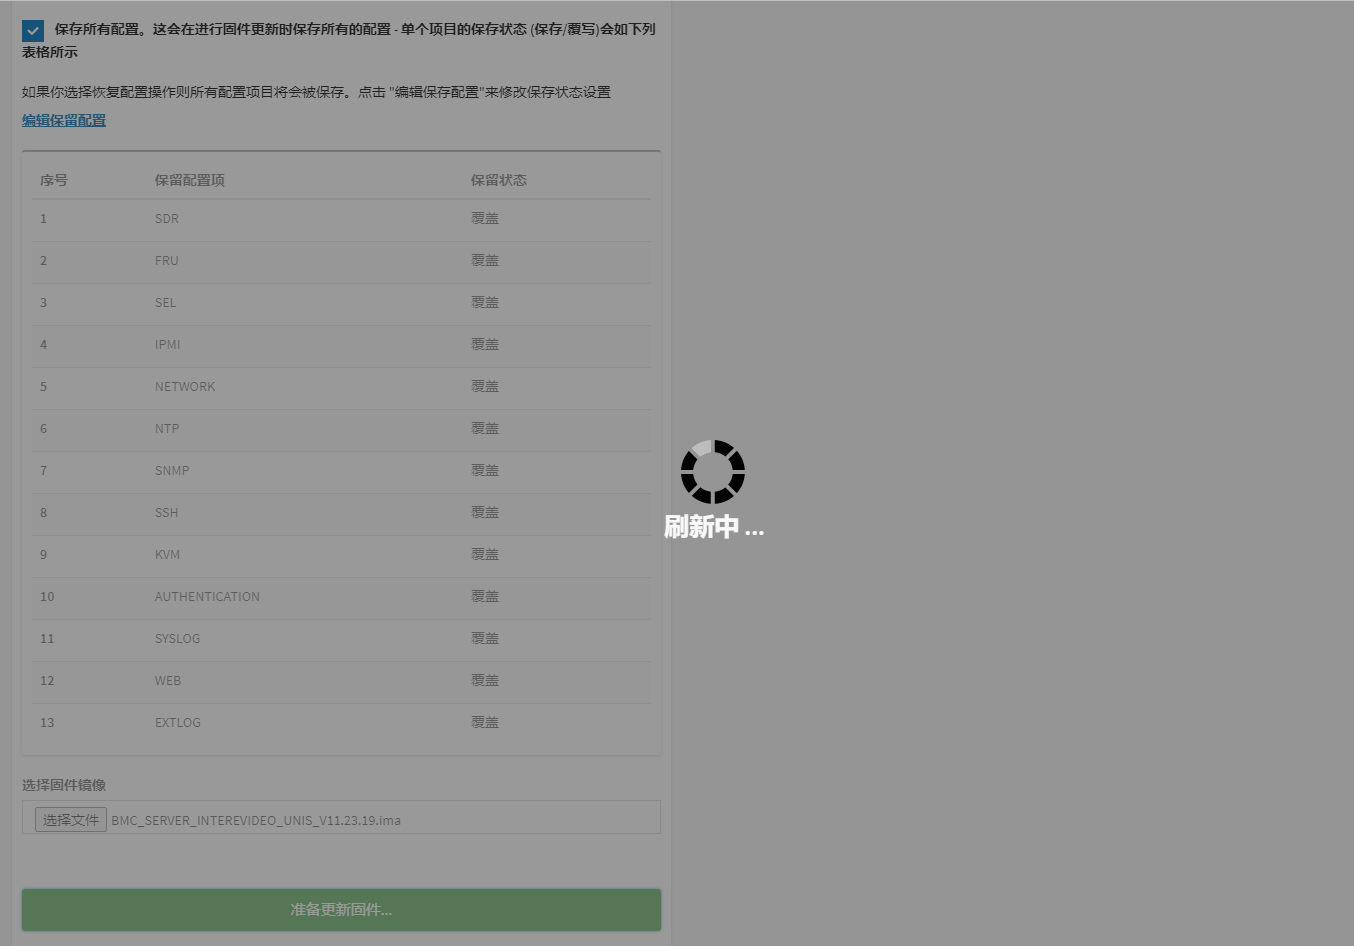 保存所有配置。这会在进行固件更新时保存所有的配置 - 单个项目的保存状态 (保存/覆写)会如下列
表格所示
如果你选择恢复配置操作则所有配置项目将会被保存。点击 "编辑保存配置"来修改保存状态设置
编辑保留配置
序号 保留配置项 保留状态
1 SDR 覆盖
2 FRU 覆盖
3 SEL 覆盖
4 IPMI 覆盖
5 NETWORK 覆盖
6 NTP 覆盖
7 SNMP 覆盖
8 SSH 覆盖
9 KVM 覆盖
10 AUTHENTICATION 覆盖
11 SYSLOG 覆盖
12 WEB 覆盖
13 EXTLOG 覆盖
刷新中 ...
选择固件镜像
选择文件 BMC_SERVER_INTEREVIDEO_UNIS_V11.23.19.ima
准备更新固件...